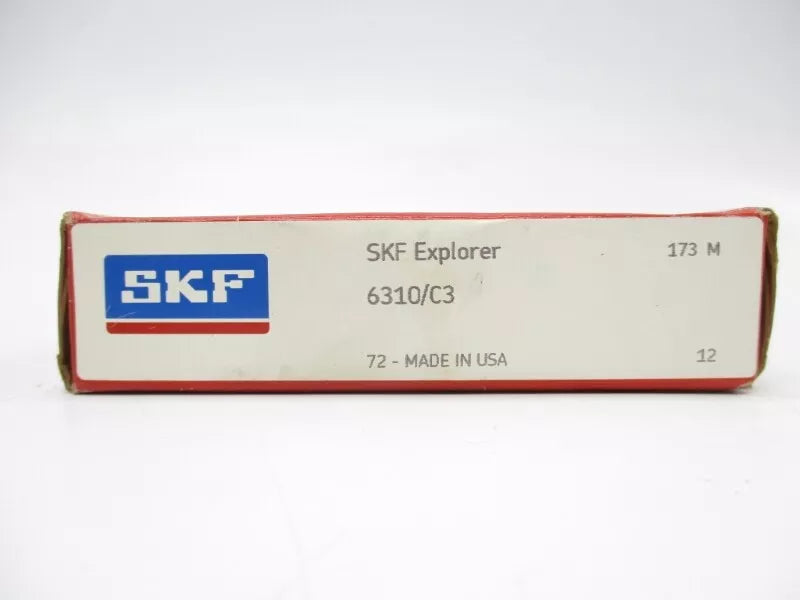 SKF
SKF Explorer
173 M
6310/C3
72 - MADE IN USA
12